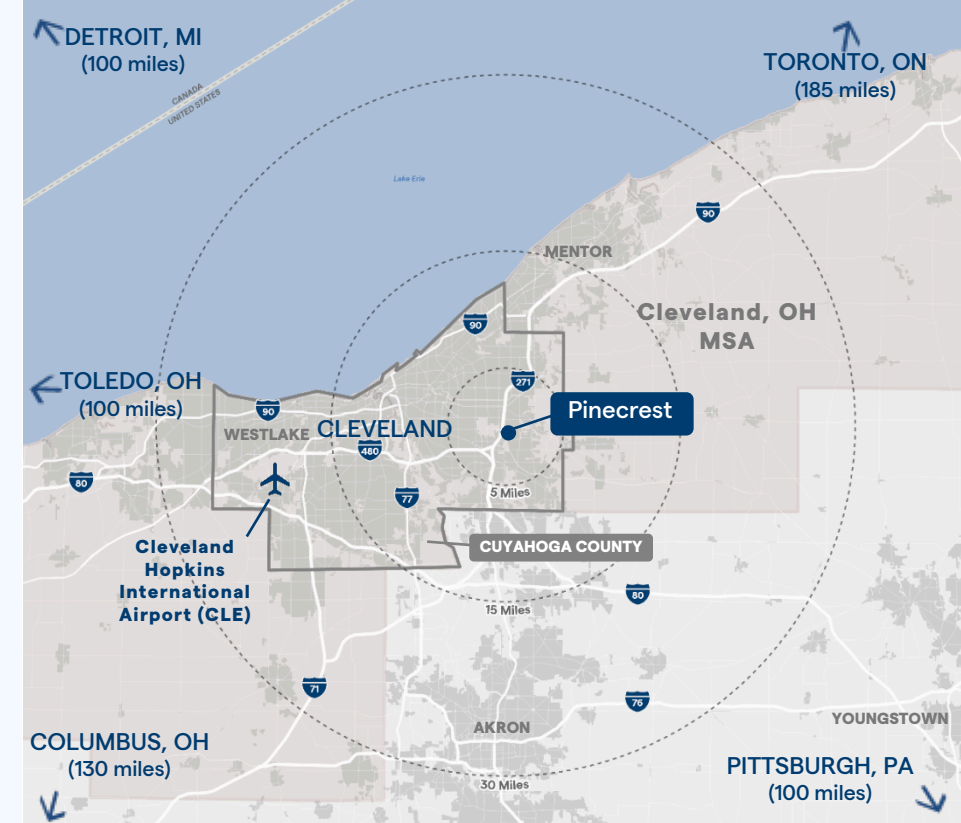 DETROIT, MI
(100 miles)
TORONTO, ON
(185 miles)
CANADA
UNITED STATES
Lake Erie
90
MENTOR
Cleveland, OH
MSA
90
271
TOLEDO, OH
(100 miles)
90
Pinecrest
WESTLAKE
CLEVELAND
480
80
77
5 Miles
Cleveland
Hopkins
International
Airport (CLE)
CUYAHOGA COUNTY
80
15 Miles
71
76
AKRON
YOUNGSTOWN
COLUMBUS, OH
(130 miles)
PITTSBURGH, PA
(100 miles)
30 Miles